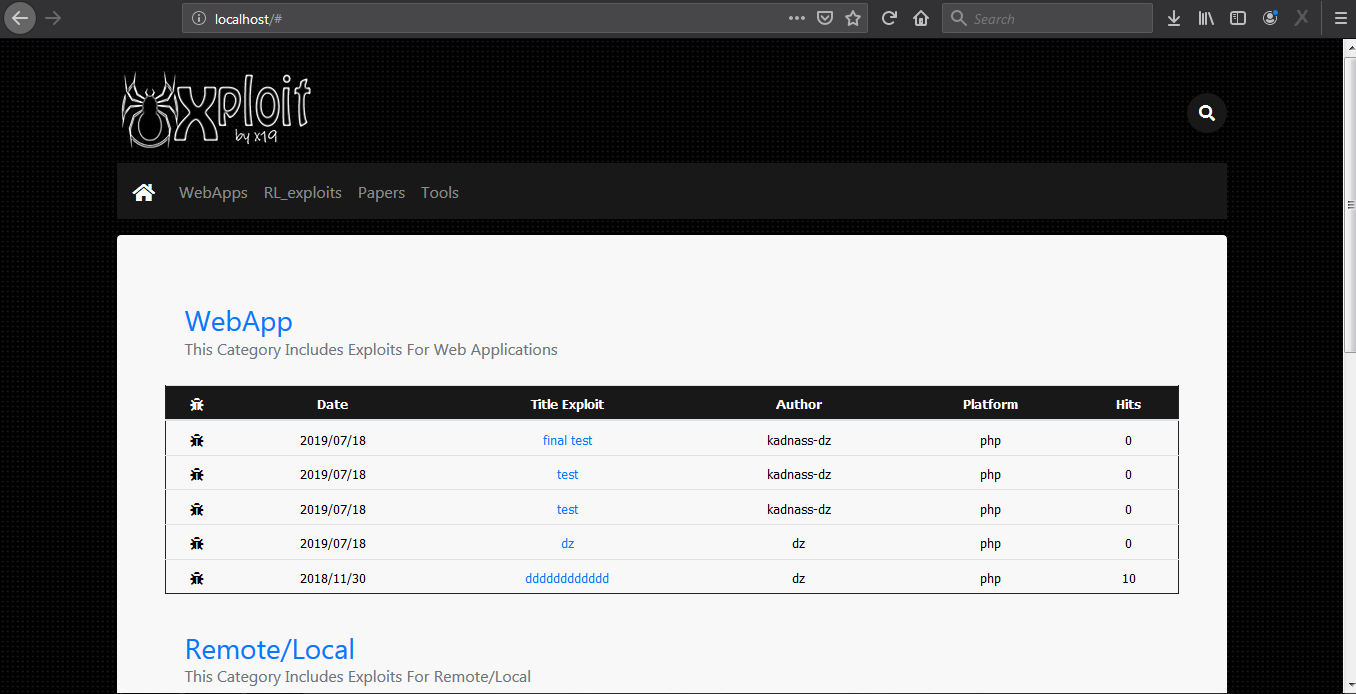 localhost/#
Search
Xploit
by x19
WebApps RL_exploits Papers Tools
WebApp
This Category Includes Exploits For Web Applications
Date Title Exploit Author Platform Hits
2019/07/18 final test kadnass-dz php 0
2019/07/18 test kadnass-dz php 0
2019/07/18 test kadnass-dz php 0
2019/07/18 dz dz php 0
2018/11/30 dddddddddddd dz php 10
Remote/Local
This Category Includes Exploits For Remote/Local